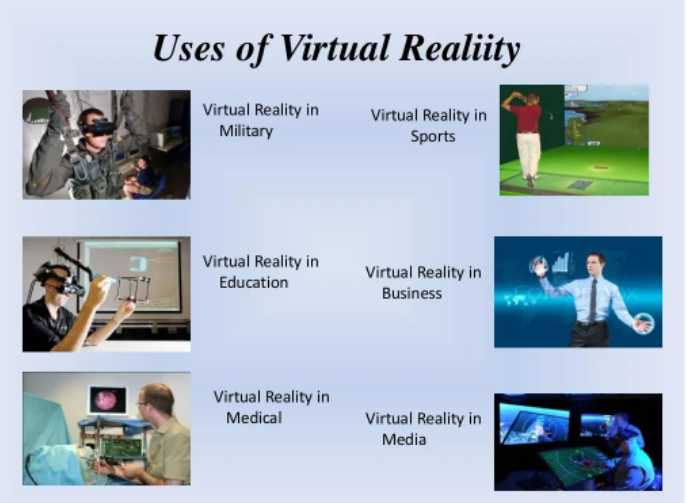 Uses of Virtual Realiity
Virtual Reality in
Military
Virtual Reality in
Sports
Virtual Reality in
Education
Virtual Reality in
Business
Virtual Reality in
Medical
Virtual Reality in
Media